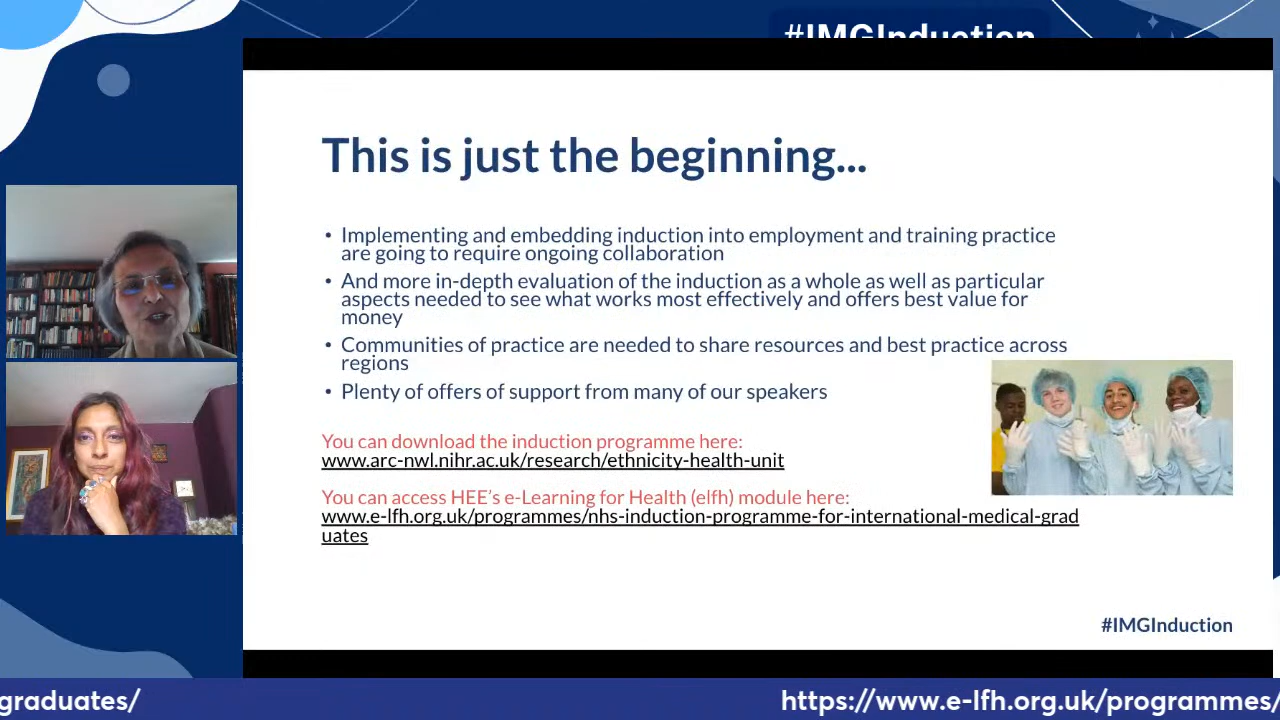 #IMGInduction
This is just the beginning...
• Implementing and embedding induction into employment and training practice
are going to require ongoing collaboration
• And more in-depth evaluation of the induction as a whole as well as particular
aspects needed to see what works most effectively and offers best value for
money
• Communities of practice are needed to share resources and best practice across
regions
• Plenty of offers of support from many of our speakers
You can download the induction programme here:
www.arc-nwl.nihr.ac.uk/research/ethnicity-health-unit
You can access HEE's e-Learning for Health (elfh) module here:
www.e-lfh.org.uk/programmes/nhs-induction-programme-for-international-medical-grad
uates
#IMGInduction
graduates/ https://www.e-lfh.org.uk/programmes/